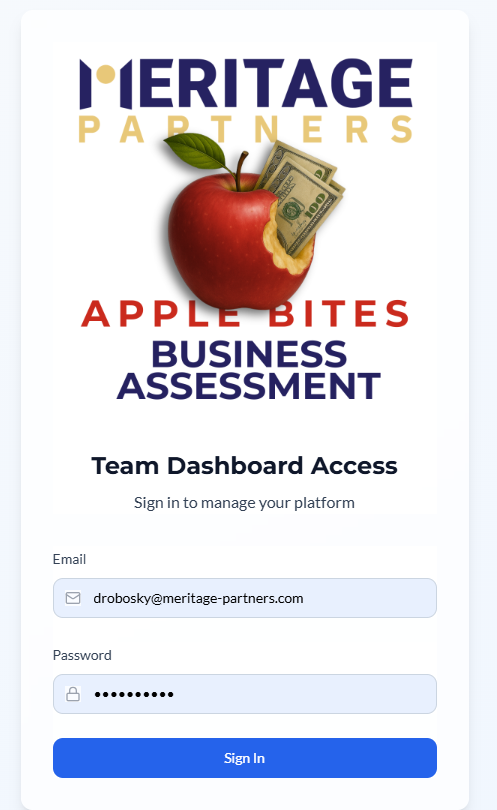 MERITAGE
PARTNERS
100
APPLE BITES
BUSINESS
ASSESSMENT
Team Dashboard Access
Sign in to manage your platform
Email
drobosky@meritage-partners.com
Password
••••••••••
Sign In